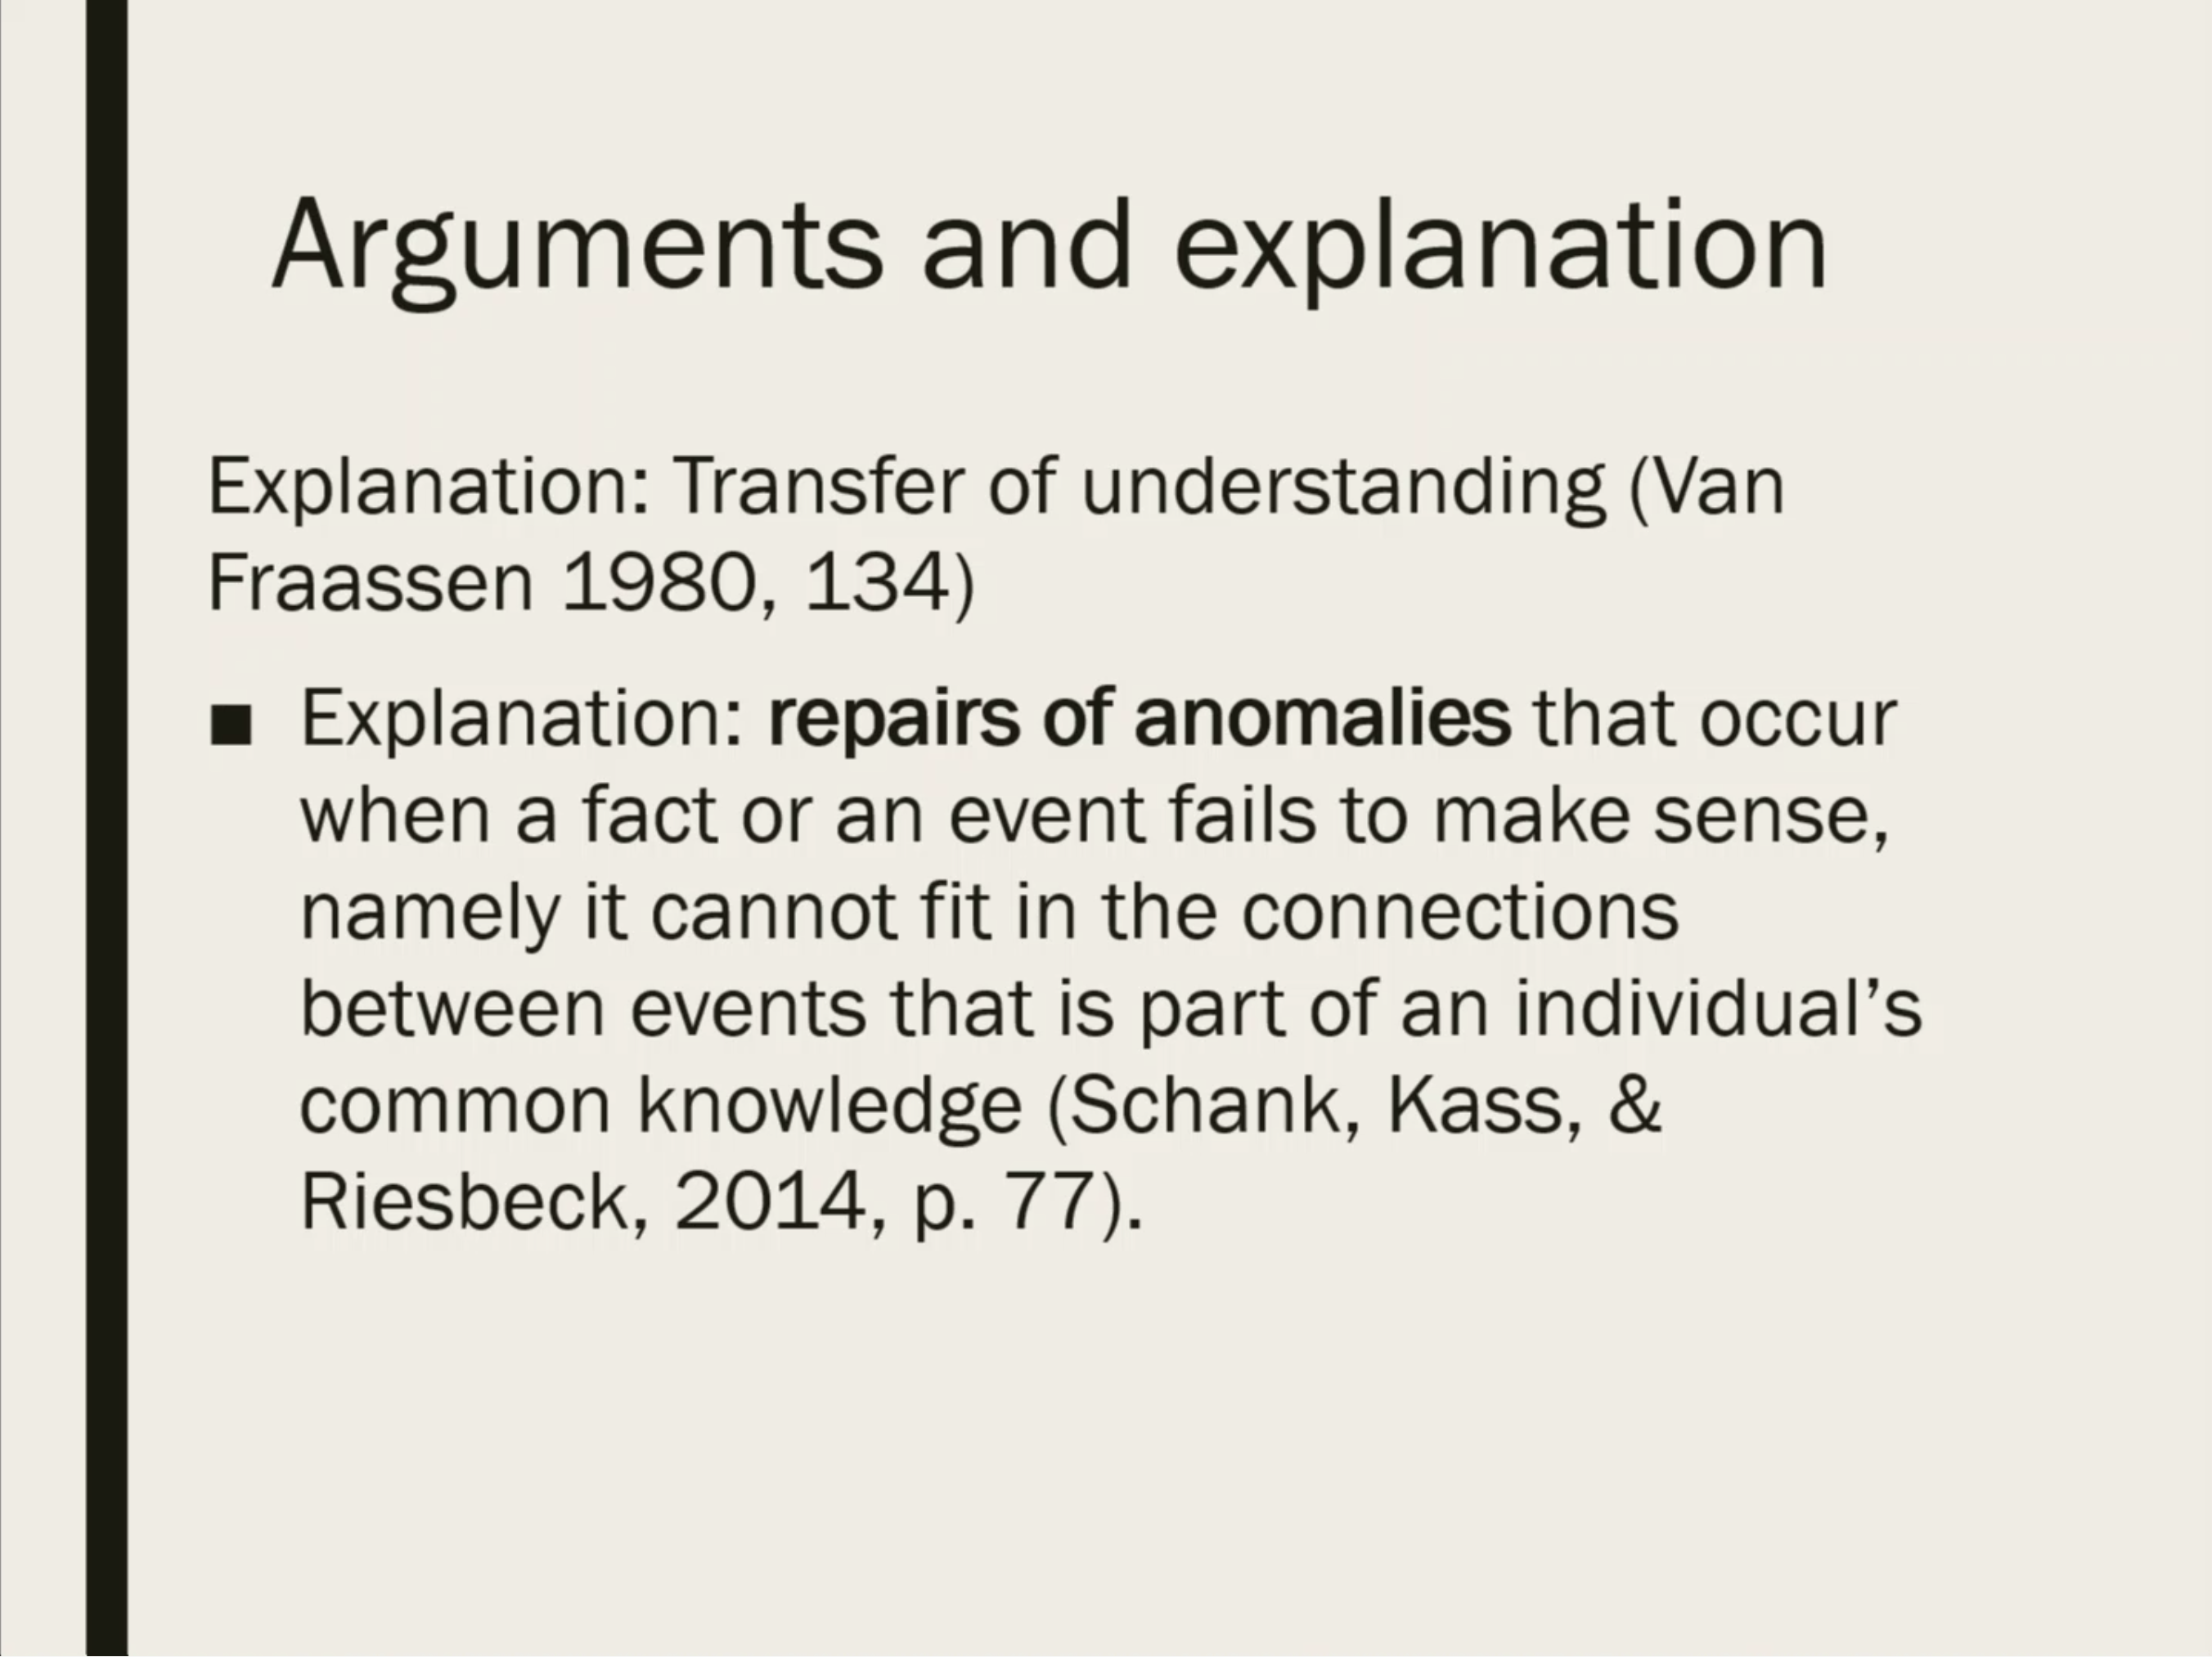 Arguments and explanation
Explanation: Transfer of understanding (Van
Fraassen 1980, 134)
■ Explanation: repairs of anomalies that occur
when a fact or an event fails to make sense,
namely it cannot fit in the connections
between events that is part of an individual’s
common knowledge (Schank, Kass, &
Riesbeck, 2014, p. 77).